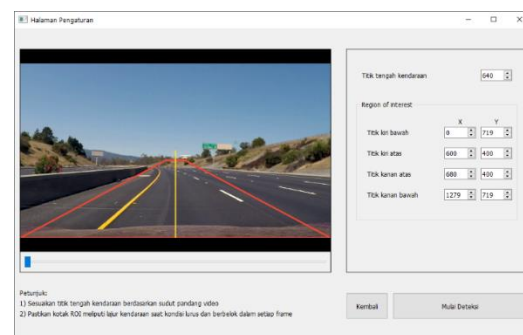 Halaman Pengaturan
Titik tengah kendaraan 640
Region of interest
X Y
Titik kiri bawah 0 719
Titik kiri atas 600 400
Titik kanan atas 680 400
Titik kanan bawah 1279 719
Petunjuk:
1) Sesuaikan titik tengah kendaraan berdasarkan sudut pandang video
2) Pastikan kotak ROI meliputi lajur kendaraan saat kondisi lurus dan berbelok dalam setiap frame
Kembali Mulai Deteksi